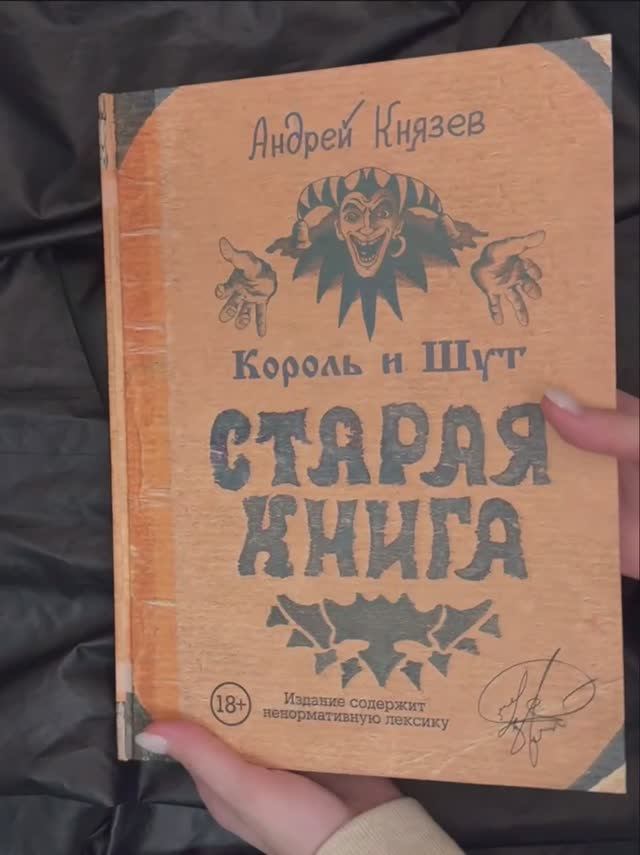 Андрей Князев
Король и Шут
СТАРАЯ
КНИГА
18+
Издание содержит
ненормативную лексику